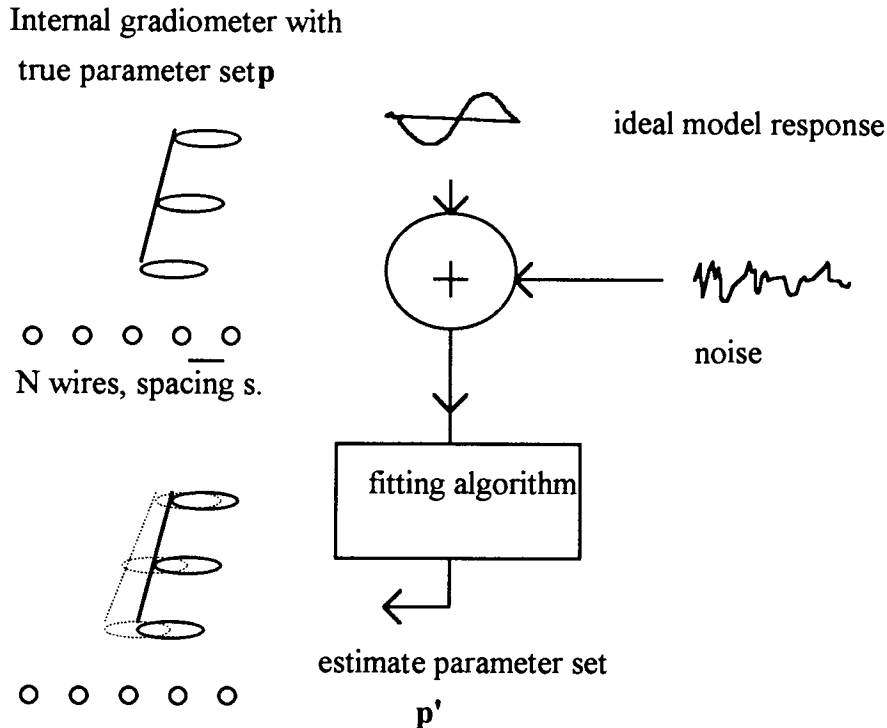 Internal gradiometer with
true parameter set p
ideal model response
+
noise
N wires, spacing s.
fitting algorithm
estimate parameter set
p'